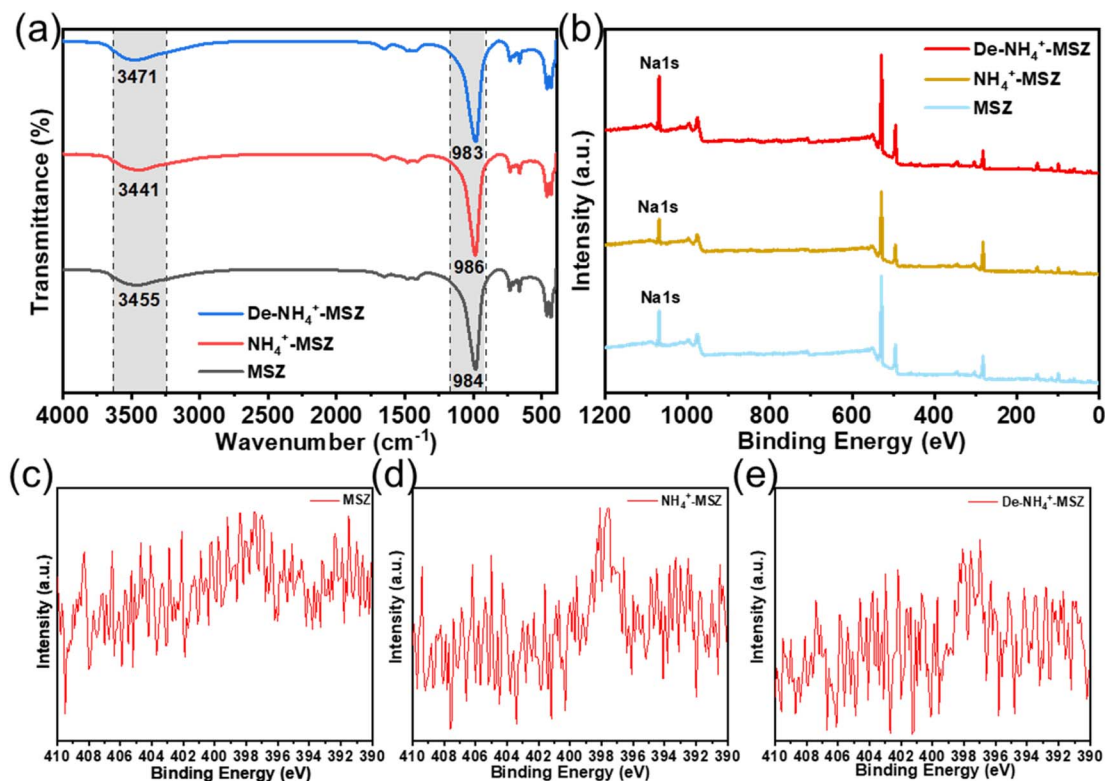 (a)
Transmittance (%)
3471
983
3441
986
3455
984
De-NH₄⁺-MSZ
NH₄⁺-MSZ
MSZ
4000 3500 3000 2500 2000 1500 1000 500
Wavenumber (cm⁻¹)
(b)
Intensity (a.u.)
De-NH₄⁺-MSZ
NH₄⁺-MSZ
MSZ
Na1s
Na1s
Na1s
1200 1000 800 600 400 200 0
Binding Energy (eV)
(c)
Intensity (a.u.)
MSZ
410 408 406 404 402 400 398 396 394 392 390
Binding Energy (eV)
(d)
Intensity (a.u.)
NH₄⁺-MSZ
410 408 406 404 402 400 398 396 394 392 390
Binding Energy (eV)
(e)
Intensity (a.u.)
De-NH₄⁺-MSZ
410 408 406 404 402 400 398 396 394 392 390
Binding Energy (eV)